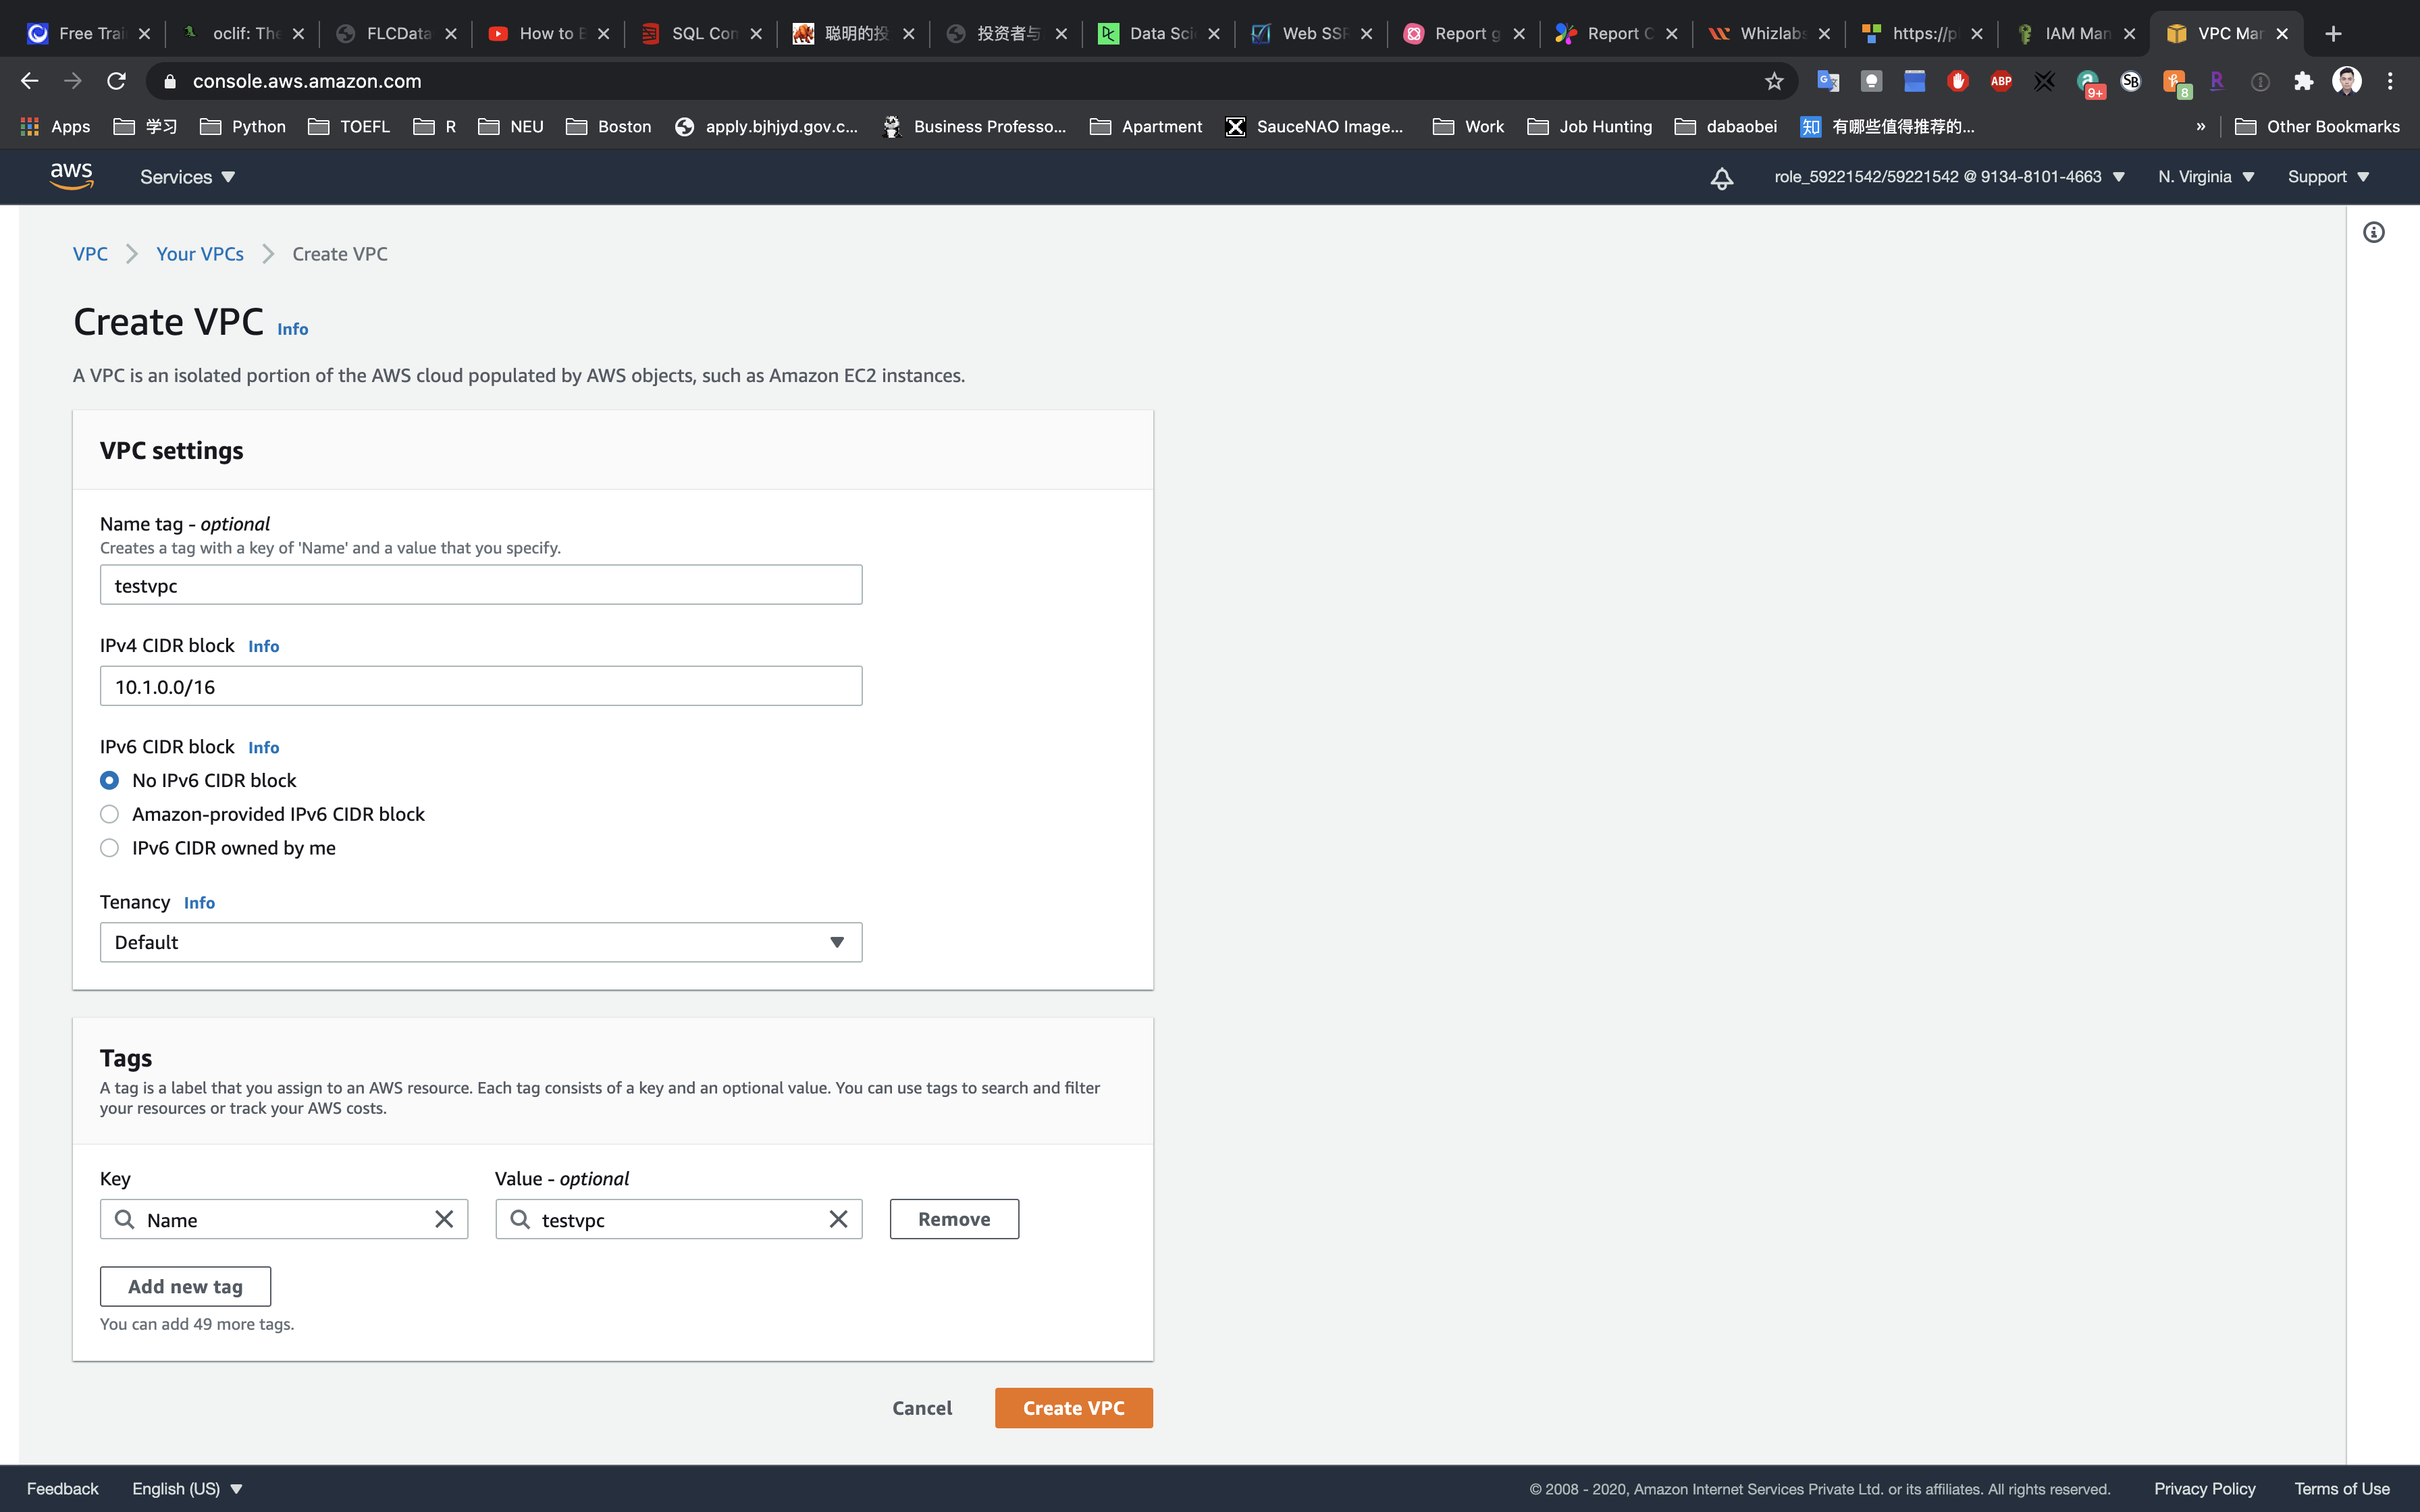 Free Trai
oclif: The
FLCData
How to B
SQL Con
聪明的投
投资者与
Data Scie
Web SSR
Report g
Report C
Whizlabs
https://p
IAM Man
VPC Man
console.aws.amazon.com
ABP
9+
SB
8
R
Apps
学习
Python
TOEFL
R
NEU
Boston
apply.bjhjyd.gov.c...
Business Professo...
Apartment
SauceNAO Image...
Work
Job Hunting
dabaobei
知 有哪些值得推荐的...
»
Other Bookmarks
aws
Services
role_59221542/59221542 @ 9134-8101-4663
N. Virginia
Support
VPC
Your VPCs
Create VPC
Create VPC Info
A VPC is an isolated portion of the AWS cloud populated by AWS objects, such as Amazon EC2 instances.
VPC settings
Name tag - optional
Creates a tag with a key of 'Name' and a value that you specify.
testvpc
IPv4 CIDR block Info
10.1.0.0/16
IPv6 CIDR block Info
No IPv6 CIDR block
Amazon-provided IPv6 CIDR block
IPv6 CIDR owned by me
Tenancy Info
Default
Tags
A tag is a label that you assign to an AWS resource. Each tag consists of a key and an optional value. You can use tags to search and filter
your resources or track your AWS costs.
Key
Value - optional
Name
testvpc
Remove
Add new tag
You can add 49 more tags.
Cancel
Create VPC
Feedback
English (US)
© 2008 - 2020, Amazon Internet Services Private Ltd. or its affiliates. All rights reserved.
Privacy Policy
Terms of Use